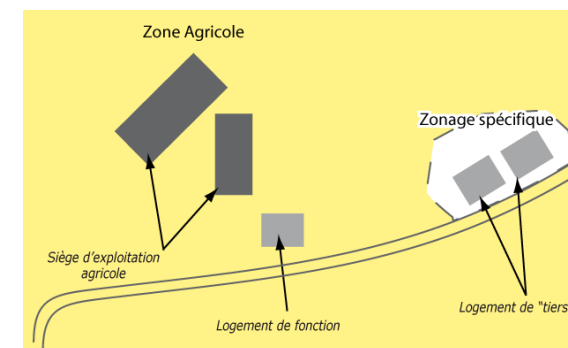 Zone Agricole
Zonage spécifique
Siège d'exploitation
agricole
Logement de fonction
Logement de "tiers